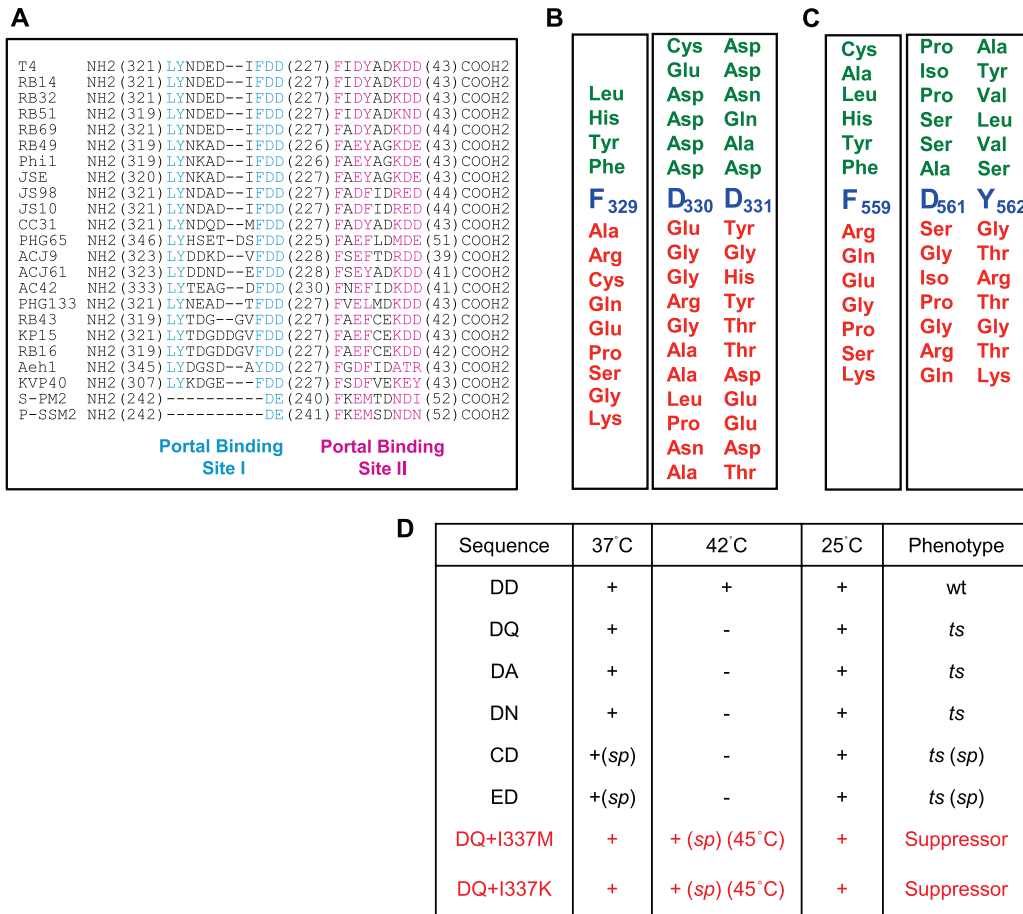 A
T4 NH2(321)LYNDED--IFDD(227)FIDYADKDD(43)COOH2
RB14 NH2(321)LYNDED--IFDD(227)FIDYADKDD(43)COOH2
RB32 NH2(321)LYNDED--IFDD(227)FIDYADKDD(43)COOH2
RB51 NH2(319)LYNDED--IFDD(227)FIDYADKND(43)COOH2
RB69 NH2(321)LYNDED--IFDD(227)FADYADKDD(44)COOH2
RB49 NH2(319)LYNKAD--IFDD(226)FAEYAGKDE(43)COOH2
Phi1 NH2(319)LYNKAD--IFDD(226)FAEYAGKDE(43)COOH2
JSE NH2(320)LYNKAD--IFDD(227)FAEYAGKDE(43)COOH2
JS98 NH2(321)LYNDAD--IFDD(227)FADFIDRED(44)COOH2
JS10 NH2(321)LYNDAD--IFDD(227)FADFIDRED(44)COOH2
CC31 NH2(321)LYNDQD--MFDD(227)FADYADKDD(44)COOH2
PHG65 NH2(346)LYHSET--DSFD(225)FAEFLDMDE(51)COOH2
ACJ9 NH2(323)LYDDKD--VFDD(228)FSEFTDRDD(39)COOH2
ACJ61 NH2(323)LYDDND--EFDD(228)FSEYADKDD(41)COOH2
AC42 NH2(333)LYTEAG--DFDD(230)FNEFIDKDD(41)COOH2
PHG133 NH2(321)LYNEAD--TFDD(227)FVELMDKDD(44)COOH2
RB43 NH2(319)LYTDG--GVFDD(227)FAEFCEKDD(42)COOH2
KP15 NH2(321)LYTDGDDGVFDD(227)FAEFCEKDD(42)COOH2
RB16 NH2(319)LYTDGDDGVFDD(227)FAEFCEKDD(42)COOH2
Aeh1 NH2(345)LYDGSD--AYDD(227)FGDFIDATR(43)COOH2
KVP40 NH2(307)LYKDGE---FDD(227)FSDFVEKEY(43)COOH2
S-PM2 NH2(242)----------DE(240)FKEMTDNDI(52)COOH2
P-SSM2 NH2(242)----------DE(241)FKEMSDNDN(52)COOH2
Portal Binding Site I
Portal Binding Site II
B
Leu
His
Tyr
Phe
F329
Ala
Arg
Cys
Gln
Glu
Pro
Ser
Gly
Lys
Cys Asp
Glu Asp
Asp Asn
Asp Gln
Asp Ala
Asp Asp
D330 D331
Glu Tyr
Gly Gly
Gly His
Arg Tyr
Gly Thr
Ala Thr
Ala Asp
Leu Glu
Pro Glu
Asn Asp
Ala Thr
C
Cys
Ala
Leu
His
Tyr
Phe
F559
Arg
Gln
Glu
Gly
Pro
Ser
Lys
Pro Ala
Iso Tyr
Pro Val
Ser Leu
Ser Val
Ala Ser
D561 Y562
Ser Gly
Gly Thr
Iso Arg
Pro Thr
Gly Gly
Arg Thr
Gln Lys
D
Sequence 37°C 42°C 25°C Phenotype
DD + + + wt
DQ + - + ts
DA + - + ts
DN + - + ts
CD +(sp) - + ts (sp)
ED +(sp) - + ts (sp)
DQ+I337M + + (sp) (45°C) + Suppressor
DQ+I337K + + (sp) (45°C) + Suppressor